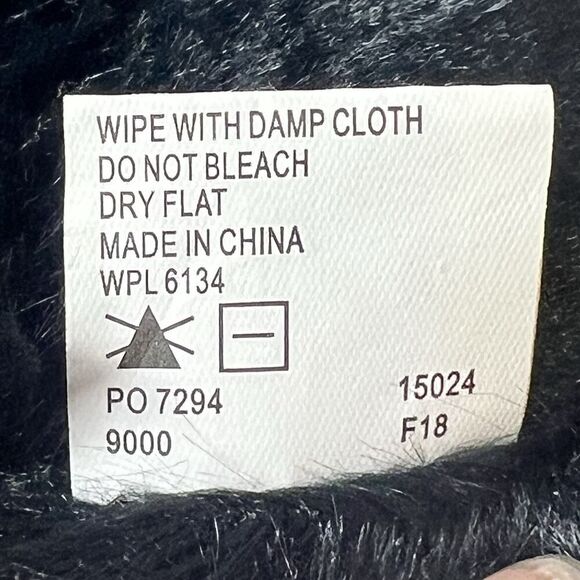 WIPE WITH DAMP CLOTH
DO NOT BLEACH
DRY FLAT
MADE IN CHINA
WPL 6134
PO 7294 15024
9000 F18